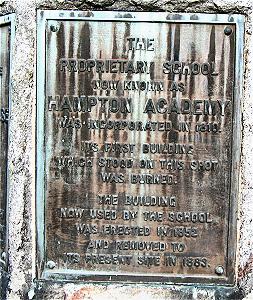 THE
PROPRIETARY SCHOOL
NOW KNOWN AS
HAMPTON ACADEMY
WAS INCORPORATED IN 1810.
ITS FIRST BUILDING
WHICH STOOD ON THIS SPOT
WAS BURNED.
THE BUILDING
NOW USED BY THE SCHOOL
WAS ERECTED IN 1852
AND REMOVED TO
ITS PRESENT SITE IN 1883.